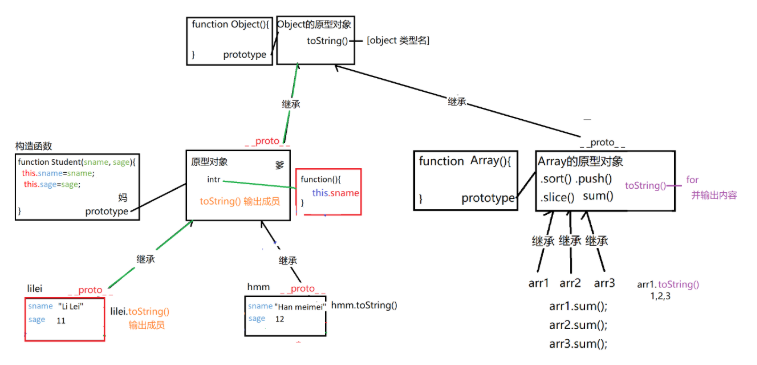 function Object(){
}
prototype
Object的原型对象
toString()
[object 类型名]
继承
继承
构造函数
function Student(sname, sage){
this.sname=sname;
this.sage=sage;
妈
}
prototype
__proto__
原型对象
爹
intr
toString() 输出成员
function(){
this.sname
}
function Array(){
}
prototype
__proto__
Array的原型对象
.sort() .push()
.slice() sum()
toString()
for
并输出内容
继承
继承
继承 继承 继承
lilei
__proto__
sname "Li Lei"
sage 11
lilei.toString()
输出成员
hmm
__proto__
sname "Han meimei"
sage 12
hmm.toString()
arr1 arr2 arr3
arr1.toString()
1,2,3
arr1.sum();
arr2.sum();
arr3.sum();